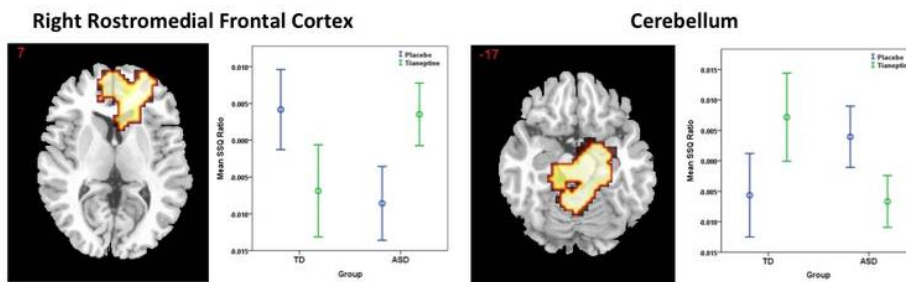 Right Rostromedial Frontal Cortex
7
Placebo
Tianeptine
0.010
0.005
0.000
-0.005
-0.010
-0.015
Mean SSQ Ratio
TD
ASD
Group
Cerebellum
-17
Placebo
Tianeptine
0.015
0.010
0.005
0.000
-0.005
-0.010
-0.015
Mean SSQ Ratio
TD
ASD
Group